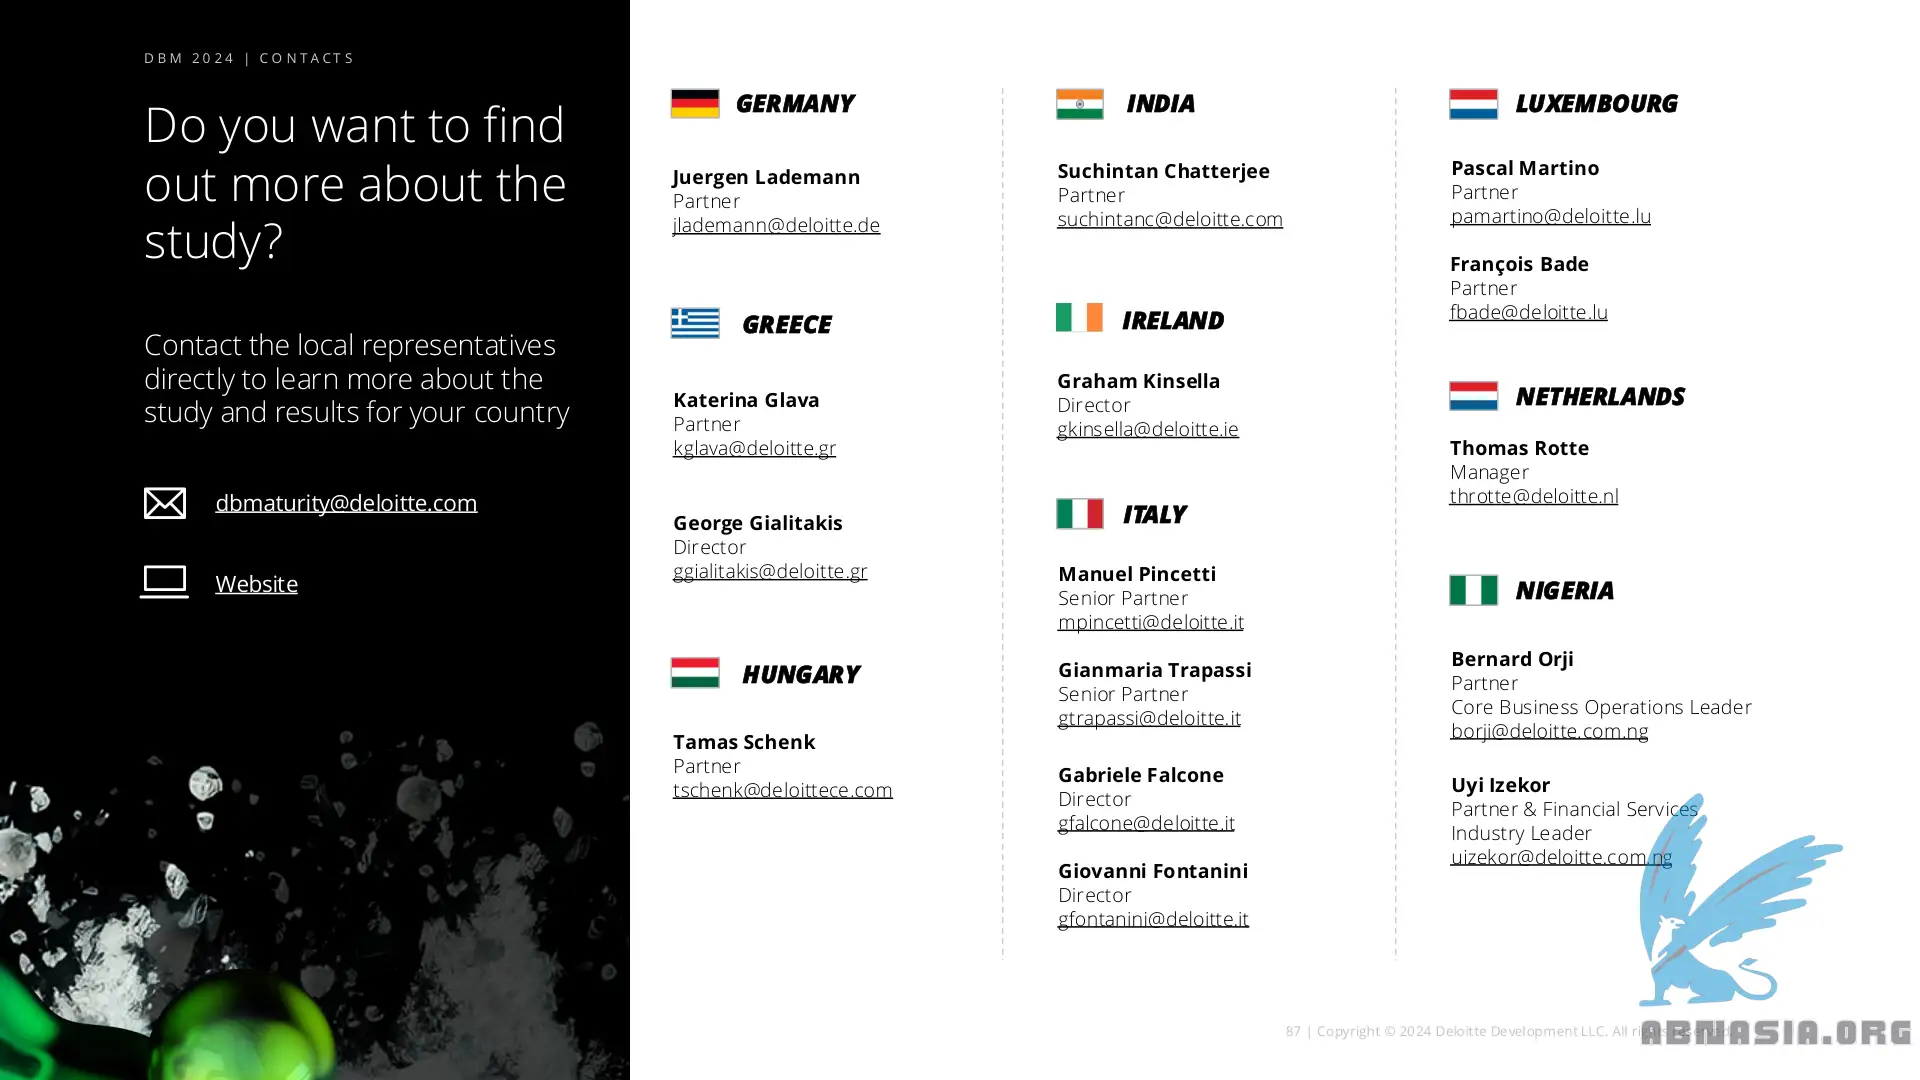 DBM 2024 | CONTACTS
Do you want to find
out more about the
study?
Contact the local representatives
directly to learn more about the
study and results for your country
dbmaturity@deloitte.com
Website
GERMANY
Juergen Lademann
Partner
jlademann@deloitte.de
GREECE
Katerina Glava
Partner
kglava@deloitte.gr
George Gialitakis
Director
ggialitakis@deloitte.gr
HUNGARY
Tamas Schenk
Partner
tschenk@deloittece.com
INDIA
Suchintan Chatterjee
Partner
suchintanc@deloitte.com
IRELAND
Graham Kinsella
Director
gkinsella@deloitte.ie
ITALY
Manuel Pincetti
Senior Partner
mpincetti@deloitte.it
Gianmaria Trapassi
Senior Partner
gtrapassi@deloitte.it
Gabriele Falcone
Director
gfalcone@deloitte.it
Giovanni Fontanini
Director
gfontanini@deloitte.it
LUXEMBOURG
Pascal Martino
Partner
pamartino@deloitte.lu
François Bade
Partner
fbade@deloitte.lu
NETHERLANDS
Thomas Rotte
Manager
throtte@deloitte.nl
NIGERIA
Bernard Orji
Partner
Core Business Operations Leader
borji@deloitte.com.ng
Uyi Izekor
Partner & Financial Services
Industry Leader
uizekor@deloitte.com.ng
87 | Copyright © 2024 Deloitte Development LLC. All rights reserved.
ABNASIA.ORG